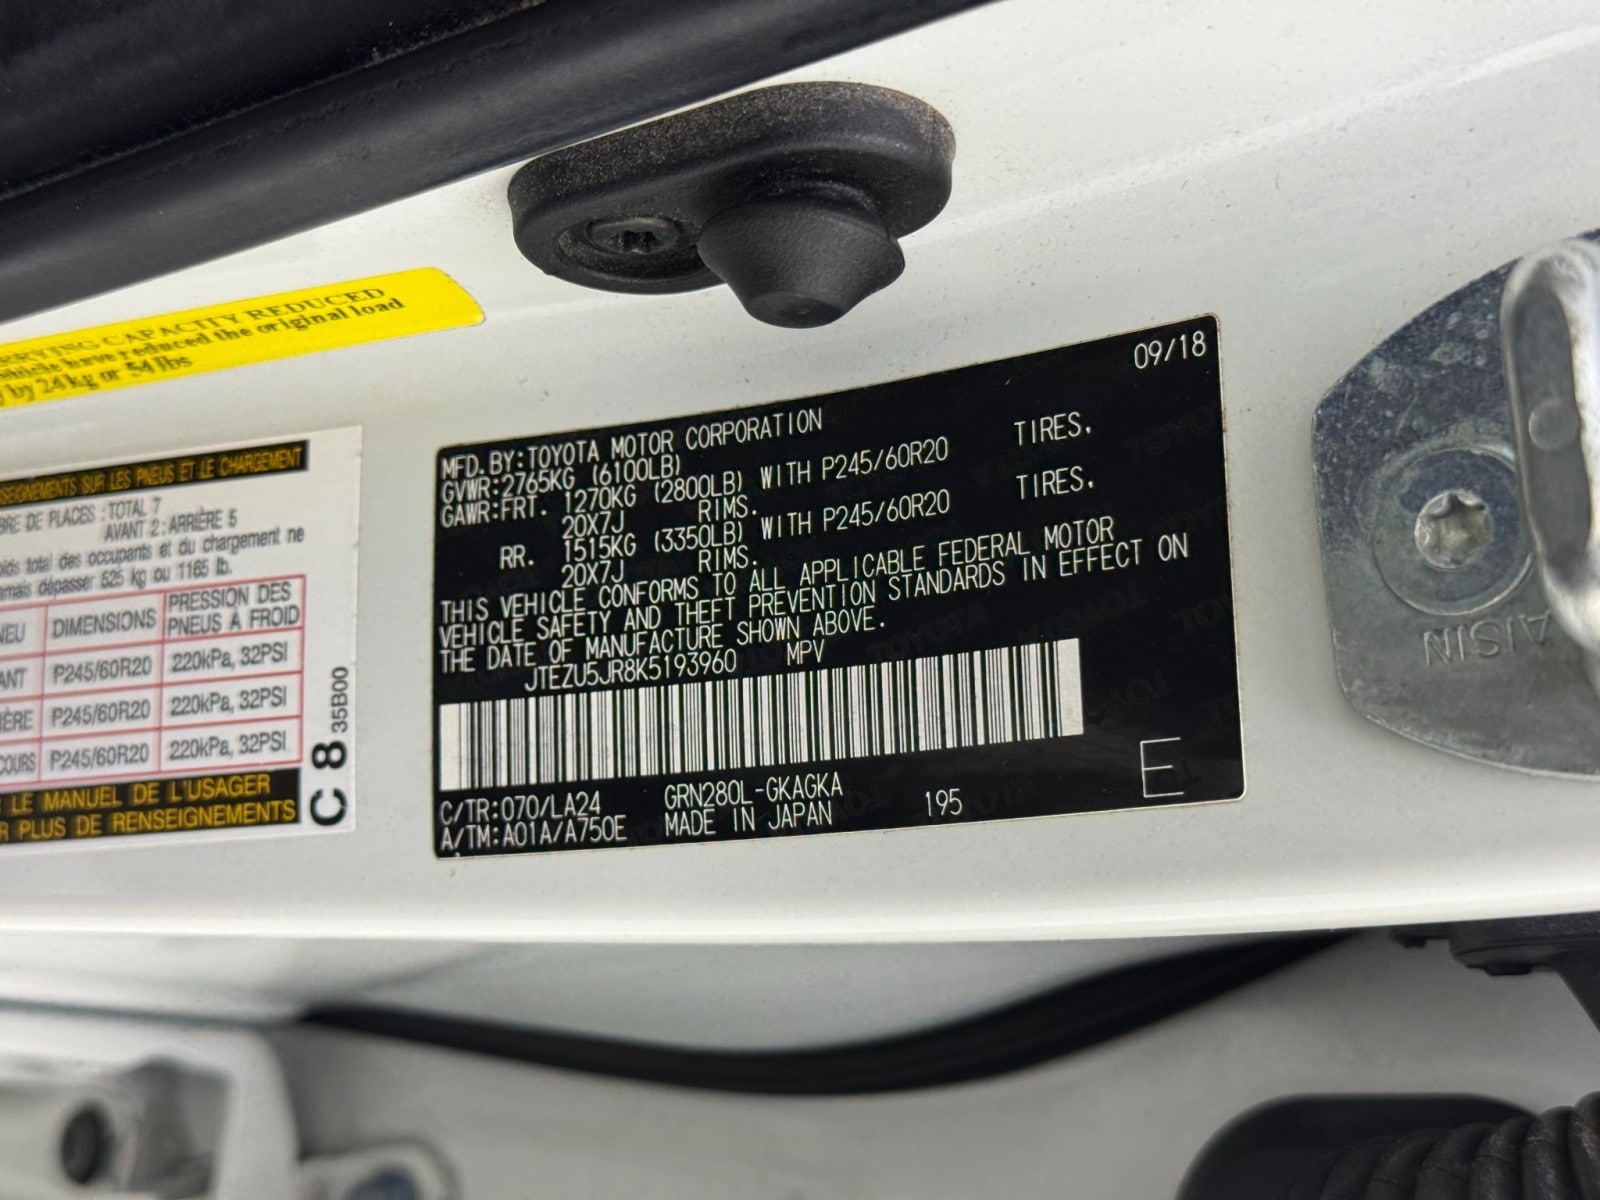 CAPACITY REDUCED
vehicle have reduced the original load
by 24 kg or 54 lbs
SUR LES PNEUS ET LE CHARGEMENT
DE PLACES : TOTAL 7
AVANT 2 : ARRIÈRE 5
total des occupants et du chargement ne
dépasser 525 kg ou 1165 lb.
DIMENSIONS PRESSION DES
PNEUS À FROID
P245/60R20 220kPa, 32PSI
P245/60R20 220kPa, 32PSI
P245/60R20 220kPa, 32PSI
LE MANUEL DE L'USAGER
PLUS DE RENSEIGNEMENTS
C 8 35B00
09/18
MFD.BY:TOYOTA MOTOR CORPORATION
GVWR:2765KG (6100LB)
GAWR:FRT. 1270KG (2800LB) WITH P245/60R20 TIRES,
20X7J RIMS.
RR. 1515KG (3350LB) WITH P245/60R20 TIRES,
20X7J RIMS.
THIS VEHICLE CONFORMS TO ALL APPLICABLE FEDERAL MOTOR
VEHICLE SAFETY AND THEFT PREVENTION STANDARDS IN EFFECT ON
THE DATE OF MANUFACTURE SHOWN ABOVE.
JTEZU5JR8K5193960 MPV
C/TR:070/LA24 GRN280L-GKAGKA 195 E
A/TM:A01A/A750E MADE IN JAPAN
AISIN